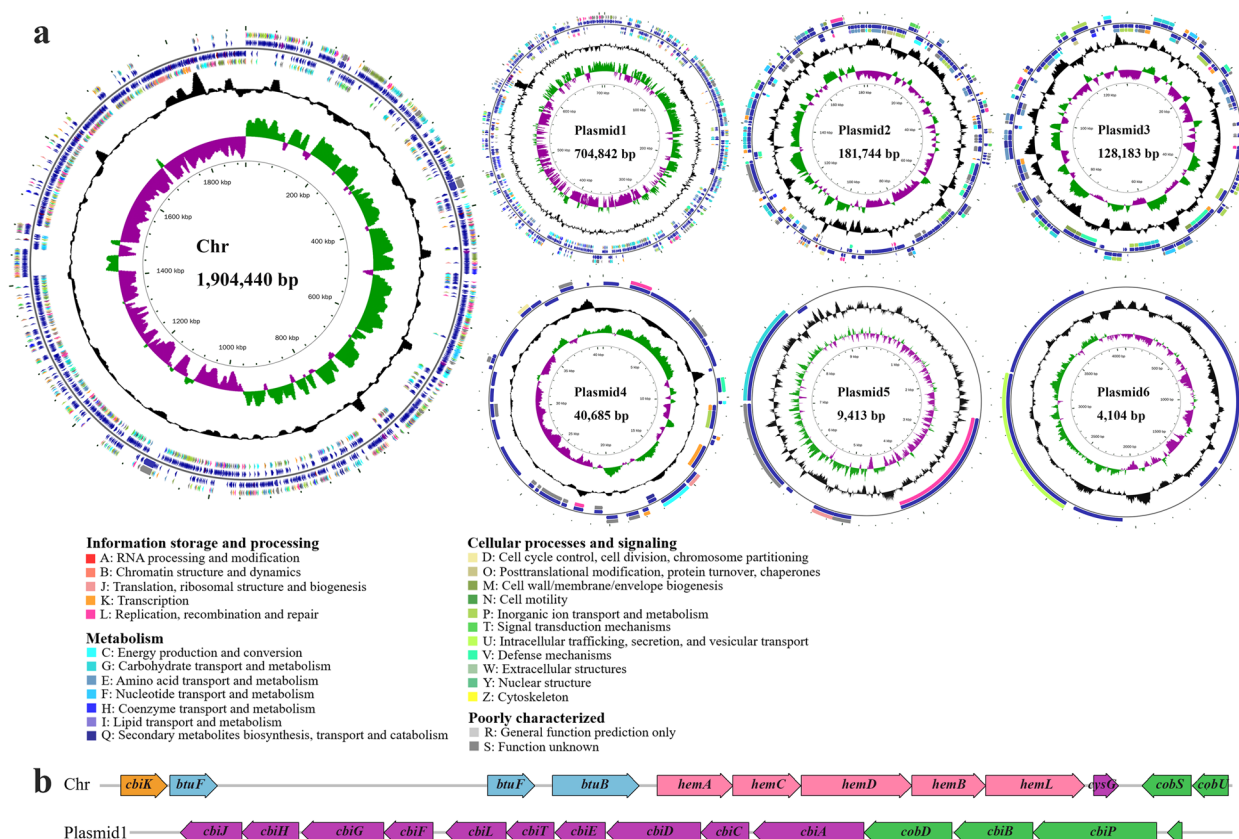 a
Chr
1,904,440 bp
200 kbp
400 kbp
600 kbp
800 kbp
1000 kbp
1200 kbp
1400 kbp
1600 kbp
1800 kbp
Plasmid1
704,842 bp
Plasmid2
181,744 bp
Plasmid3
128,183 bp
Plasmid4
40,685 bp
Plasmid5
9,413 bp
Plasmid6
4,104 bp
Information storage and processing
A: RNA processing and modification
B: Chromatin structure and dynamics
J: Translation, ribosomal structure and biogenesis
K: Transcription
L: Replication, recombination and repair
Metabolism
C: Energy production and conversion
G: Carbohydrate transport and metabolism
E: Amino acid transport and metabolism
F: Nucleotide transport and metabolism
H: Coenzyme transport and metabolism
I: Lipid transport and metabolism
Q: Secondary metabolites biosynthesis, transport and catabolism
Cellular processes and signaling
D: Cell cycle control, cell division, chromosome partitioning
O: Posttranslational modification, protein turnover, chaperones
M: Cell wall/membrane/envelope biogenesis
N: Cell motility
P: Inorganic ion transport and metabolism
T: Signal transduction mechanisms
U: Intracellular trafficking, secretion, and vesicular transport
V: Defense mechanisms
W: Extracellular structures
Y: Nuclear structure
Z: Cytoskeleton
Poorly characterized
R: General function prediction only
S: Function unknown
b
Chr cbiK btuF btuF btuB hemA hemC hemD hemB hemL cysG cobS cobU
Plasmid1 cbiJ cbiH cbiG cbiF cbiL cbiT cbiE cbiD cbiC cbiA cobD cbiB cbiP